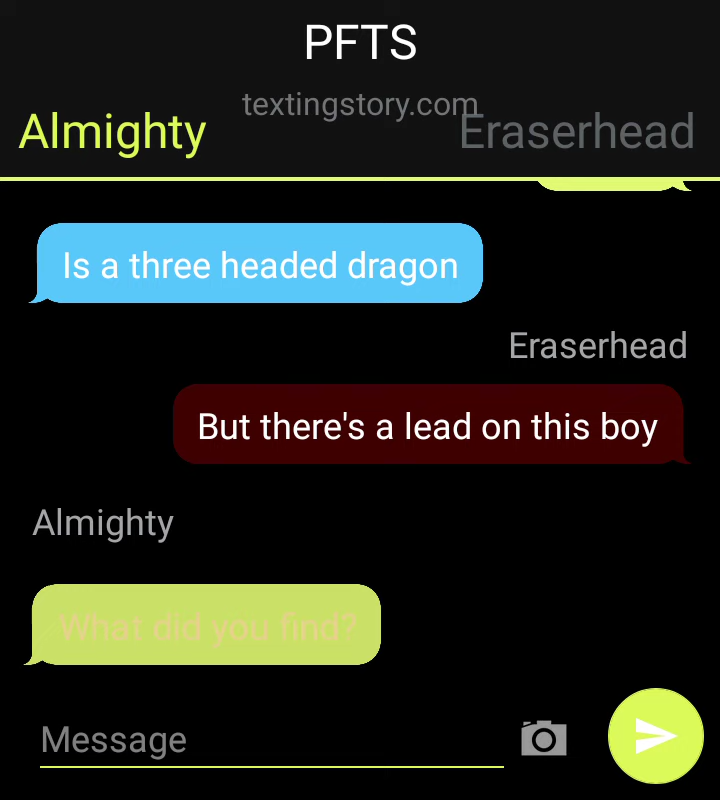 PFTS
textingstory.com
Almighty
Eraserhead
Is a three headed dragon
Eraserhead
But there's a lead on this boy
Almighty
What did you find?
Message